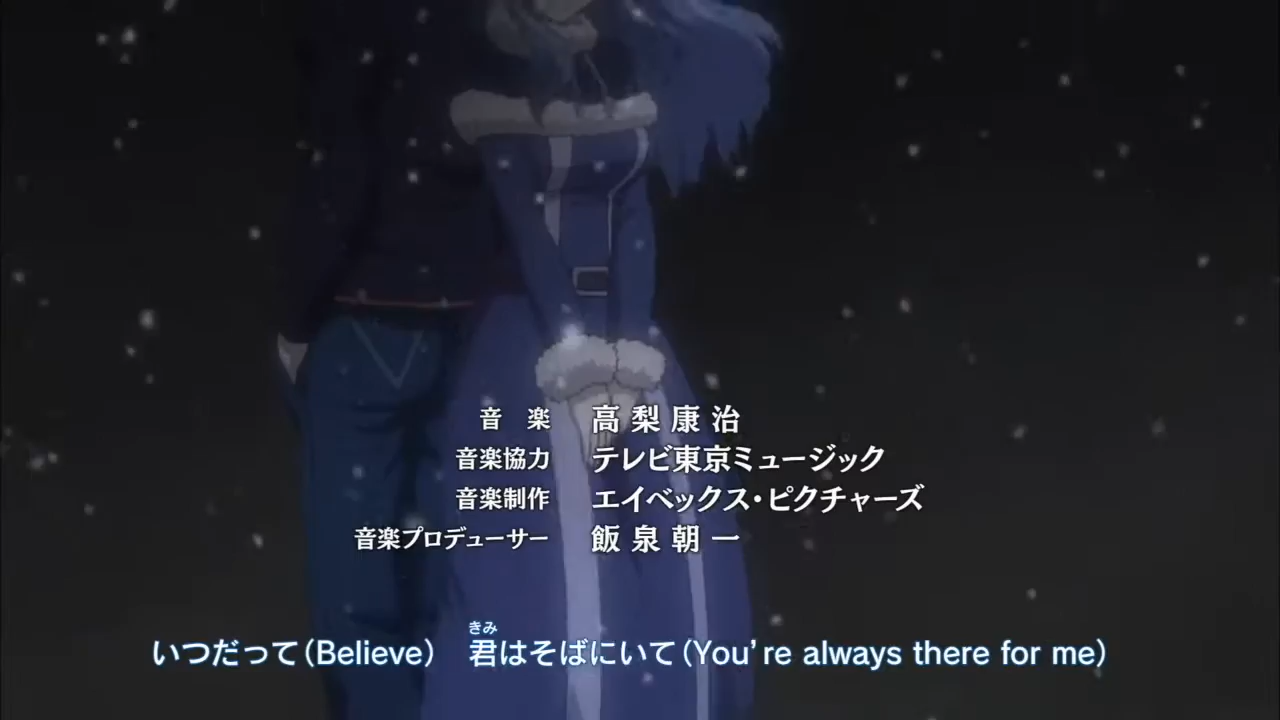 音　楽　高梨康治
音楽協力　テレビ東京ミュージック
音楽制作　エイベックス・ピクチャーズ
音楽プロデューサー　飯泉朝一
きみ
いつだって（Believe）　君はそばにいて（You're always there for me）